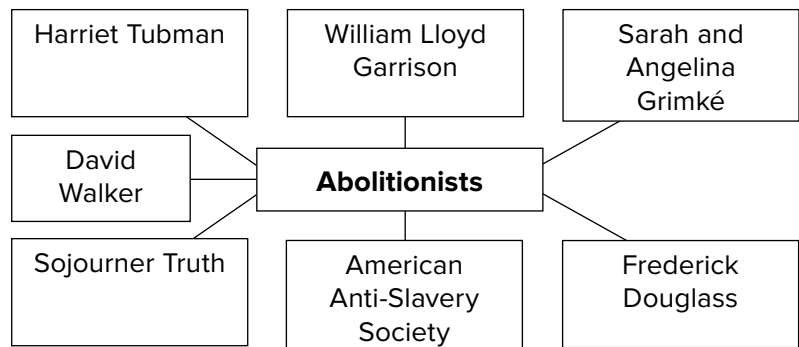 Harriet Tubman
William Lloyd
Garrison
Sarah and
Angelina
Grimké
David
Walker
Abolitionists
Sojourner Truth
American
Anti-Slavery
Society
Frederick
Douglass